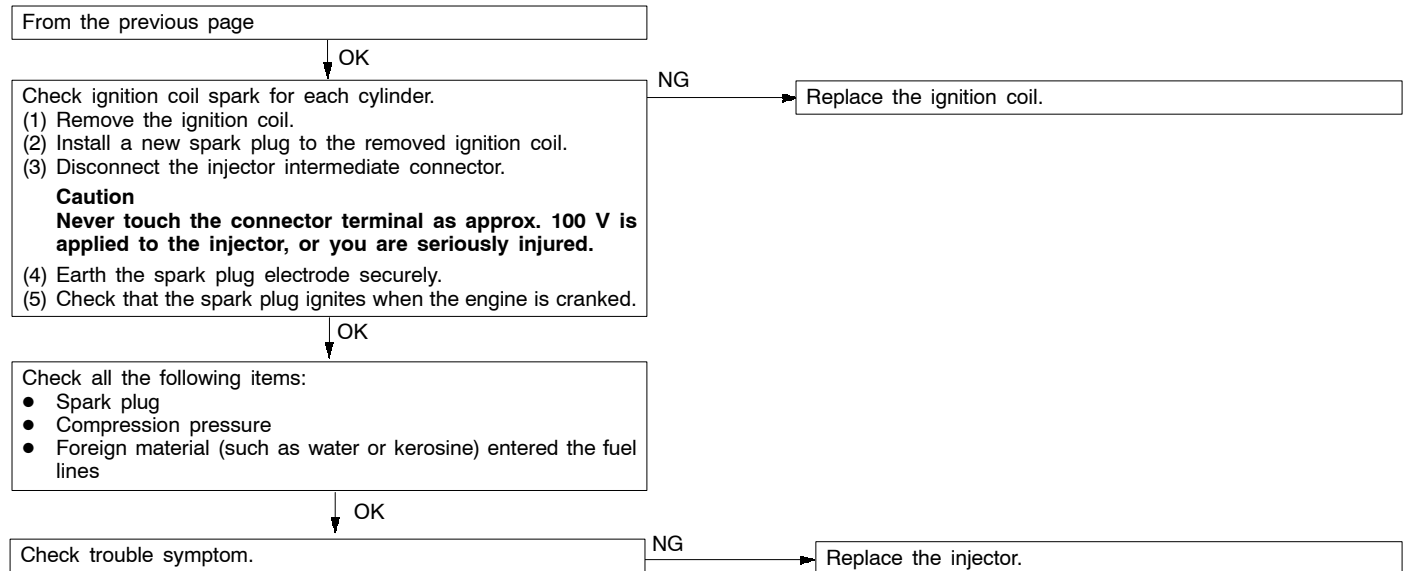 From the previous page
OK
Check ignition coil spark for each cylinder.
(1) Remove the ignition coil.
(2) Install a new spark plug to the removed ignition coil.
(3) Disconnect the injector intermediate connector.
Caution
Never touch the connector terminal as approx. 100 V is
applied to the injector, or you are seriously injured.
(4) Earth the spark plug electrode securely.
(5) Check that the spark plug ignites when the engine is cranked.
NG
Replace the ignition coil.
OK
Check all the following items:
● Spark plug
● Compression pressure
● Foreign material (such as water or kerosine) entered the fuel
lines
OK
Check trouble symptom.
NG
Replace the injector.